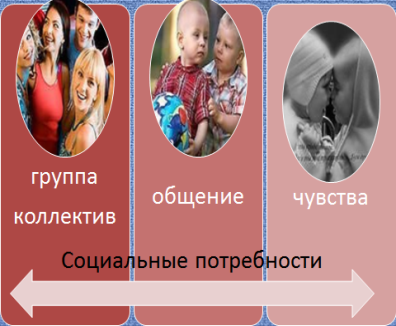 группа
коллектив
общение
чувства
Социальные потребности